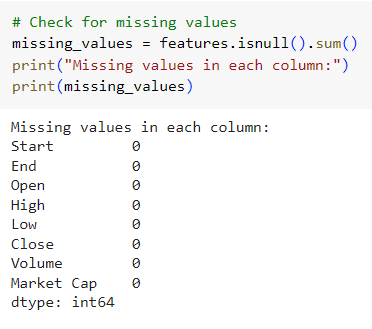 # Check for missing values
missing_values = features.isnull().sum()
print("Missing values in each column:")
print(missing_values)
Missing values in each column:
Start 0
End 0
Open 0
High 0
Low 0
Close 0
Volume 0
Market Cap 0
dtype: int64